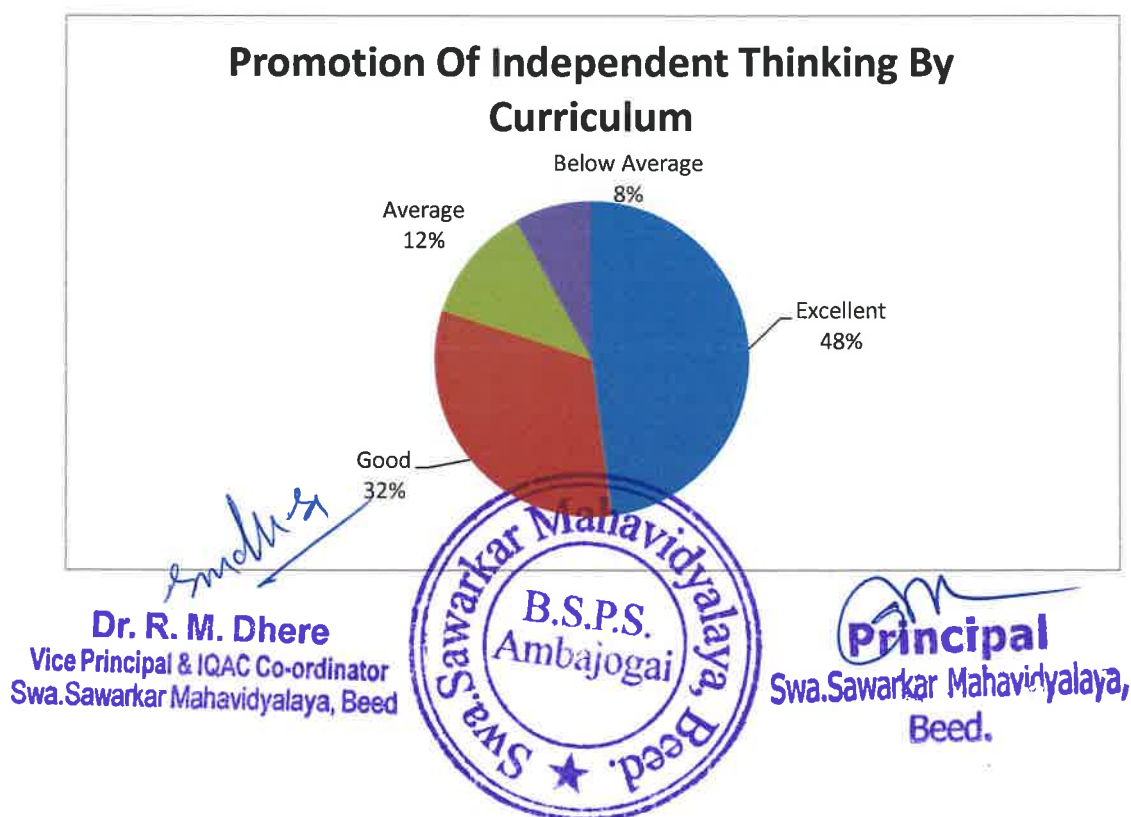 Promotion Of Independent Thinking By
Curriculum
Below Average
8%
Average
12%
Excellent
48%
Good
32%
Dr. R. M. Dhere
Vice Principal & IQAC Co-ordinator
Swa.Sawarkar Mahavidyalaya, Beed
Swa.Sawarkar Mahavidyalaya, Beed.
B.S.P.S.
Ambajogai
Principal
Swa.Sawarkar Mahavidyalaya,
Beed.